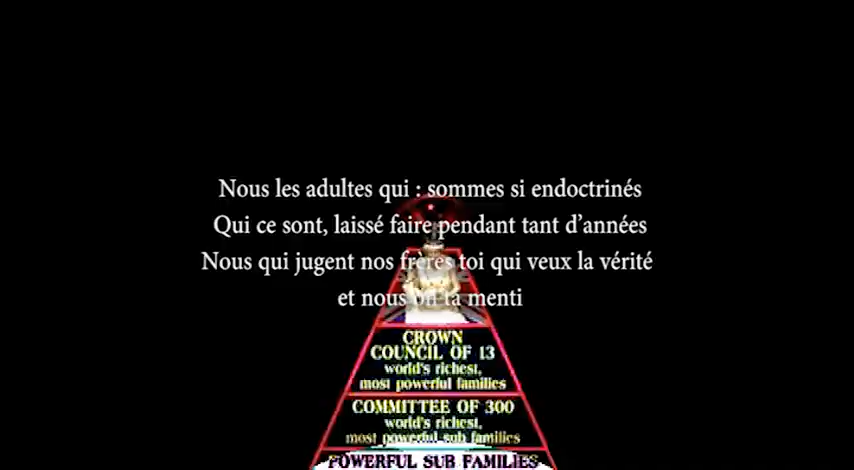 Nous les adultes qui : sommes si endoctrinés
Qui ce sont, laissé faire pendant tant d'années
Nous qui jugent nos frères toi qui veux la vérité
et nous on ta menti
CROWN
COUNCIL OF 13
world's richest,
most powerful families
COMMITTEE OF 300
world's richest,
most powerful sub families
POWERFUL SUB FAMILIES